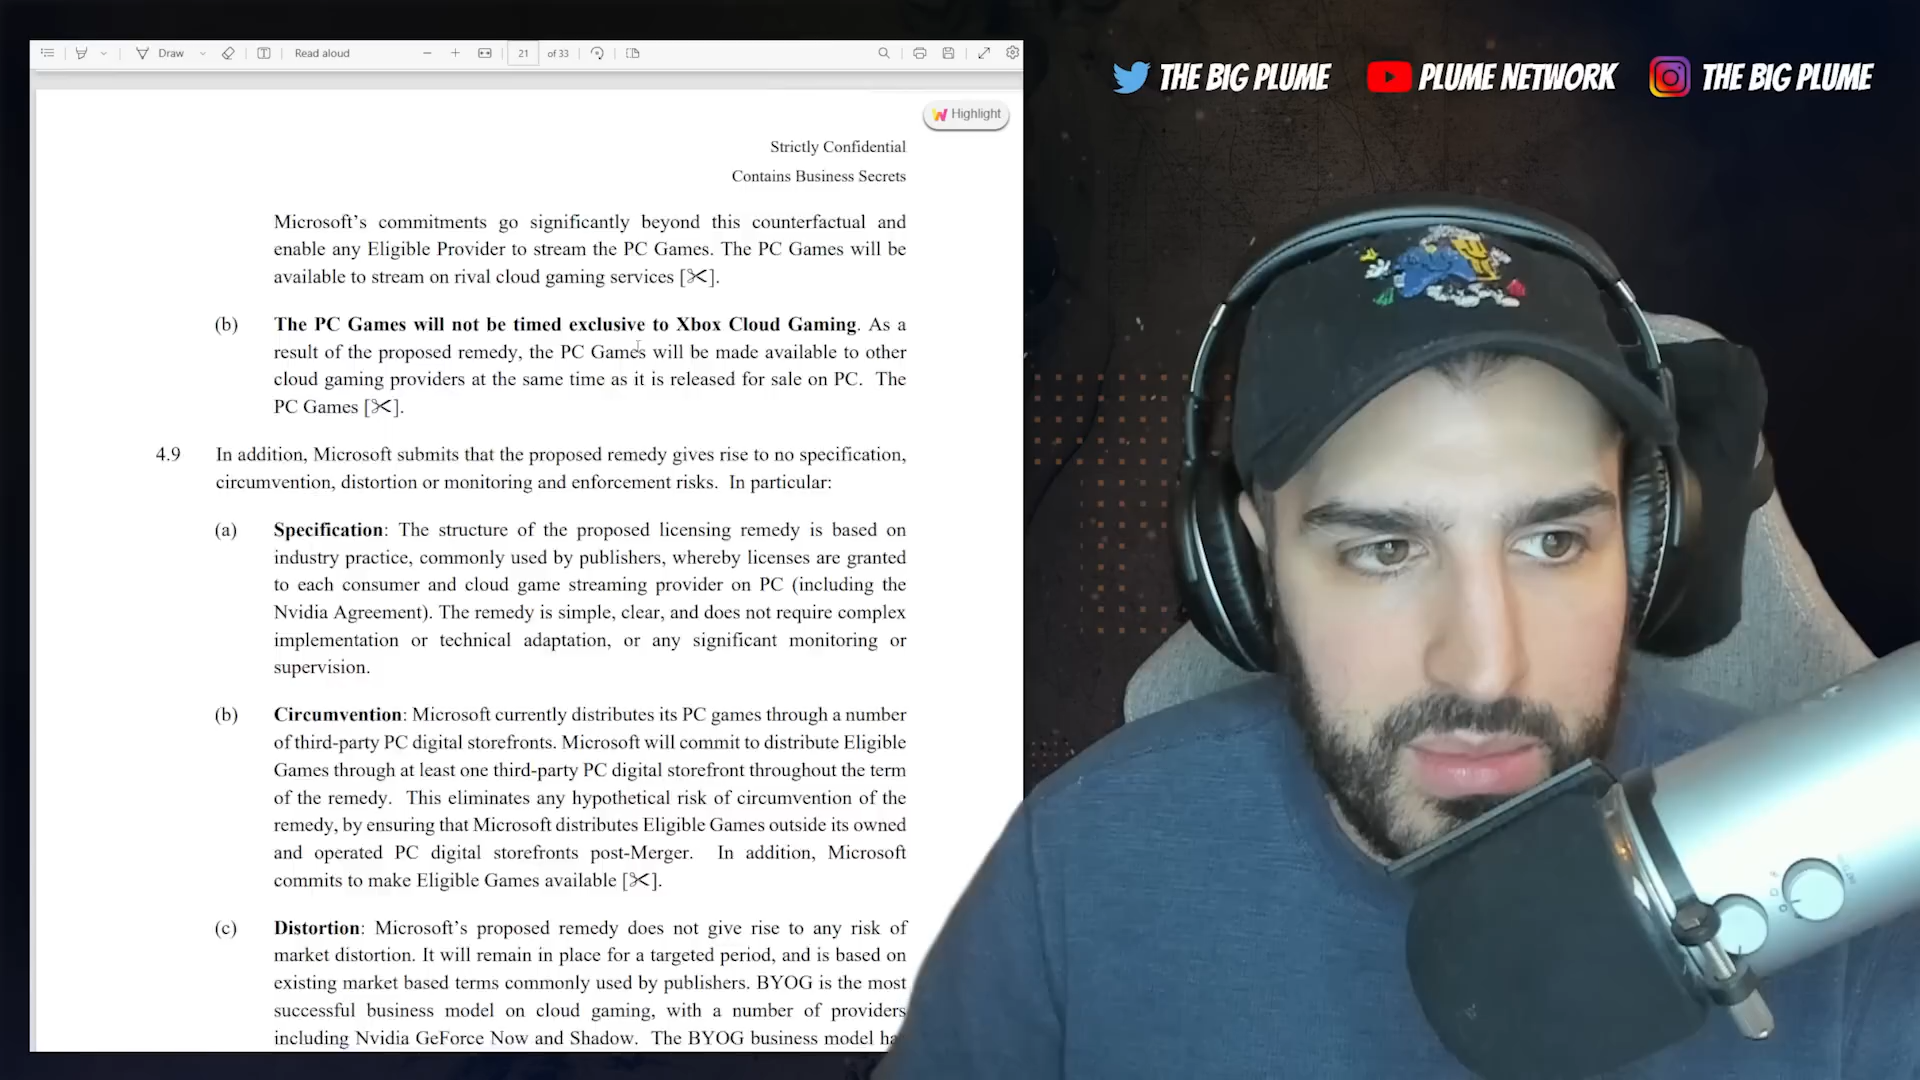 Draw
Read aloud
21
of 33
THE BIG PLUME
PLUME NETWORK
THE BIG PLUME
Highlight
Strictly Confidential
Contains Business Secrets
Microsoft's commitments go significantly beyond this counterfactual and
enable any Eligible Provider to stream the PC Games. The PC Games will be
available to stream on rival cloud gaming services [✂].
(b) The PC Games will not be timed exclusive to Xbox Cloud Gaming. As a
result of the proposed remedy, the PC Games will be made available to other
cloud gaming providers at the same time as it is released for sale on PC. The
PC Games [✂].
4.9 In addition, Microsoft submits that the proposed remedy gives rise to no specification,
circumvention, distortion or monitoring and enforcement risks. In particular:
(a) Specification: The structure of the proposed licensing remedy is based on
industry practice, commonly used by publishers, whereby licenses are granted
to each consumer and cloud game streaming provider on PC (including the
Nvidia Agreement). The remedy is simple, clear, and does not require complex
implementation or technical adaptation, or any significant monitoring or
supervision.
(b) Circumvention: Microsoft currently distributes its PC games through a number
of third-party PC digital storefronts. Microsoft will commit to distribute Eligible
Games through at least one third-party PC digital storefront throughout the term
of the remedy. This eliminates any hypothetical risk of circumvention of the
remedy, by ensuring that Microsoft distributes Eligible Games outside its owned
and operated PC digital storefronts post-Merger. In addition, Microsoft
commits to make Eligible Games available [✂].
(c) Distortion: Microsoft's proposed remedy does not give rise to any risk of
market distortion. It will remain in place for a targeted period, and is based on
existing market based terms commonly used by publishers. BYOG is the most
successful business model on cloud gaming, with a number of providers
including Nvidia GeForce Now and Shadow. The BYOG business model